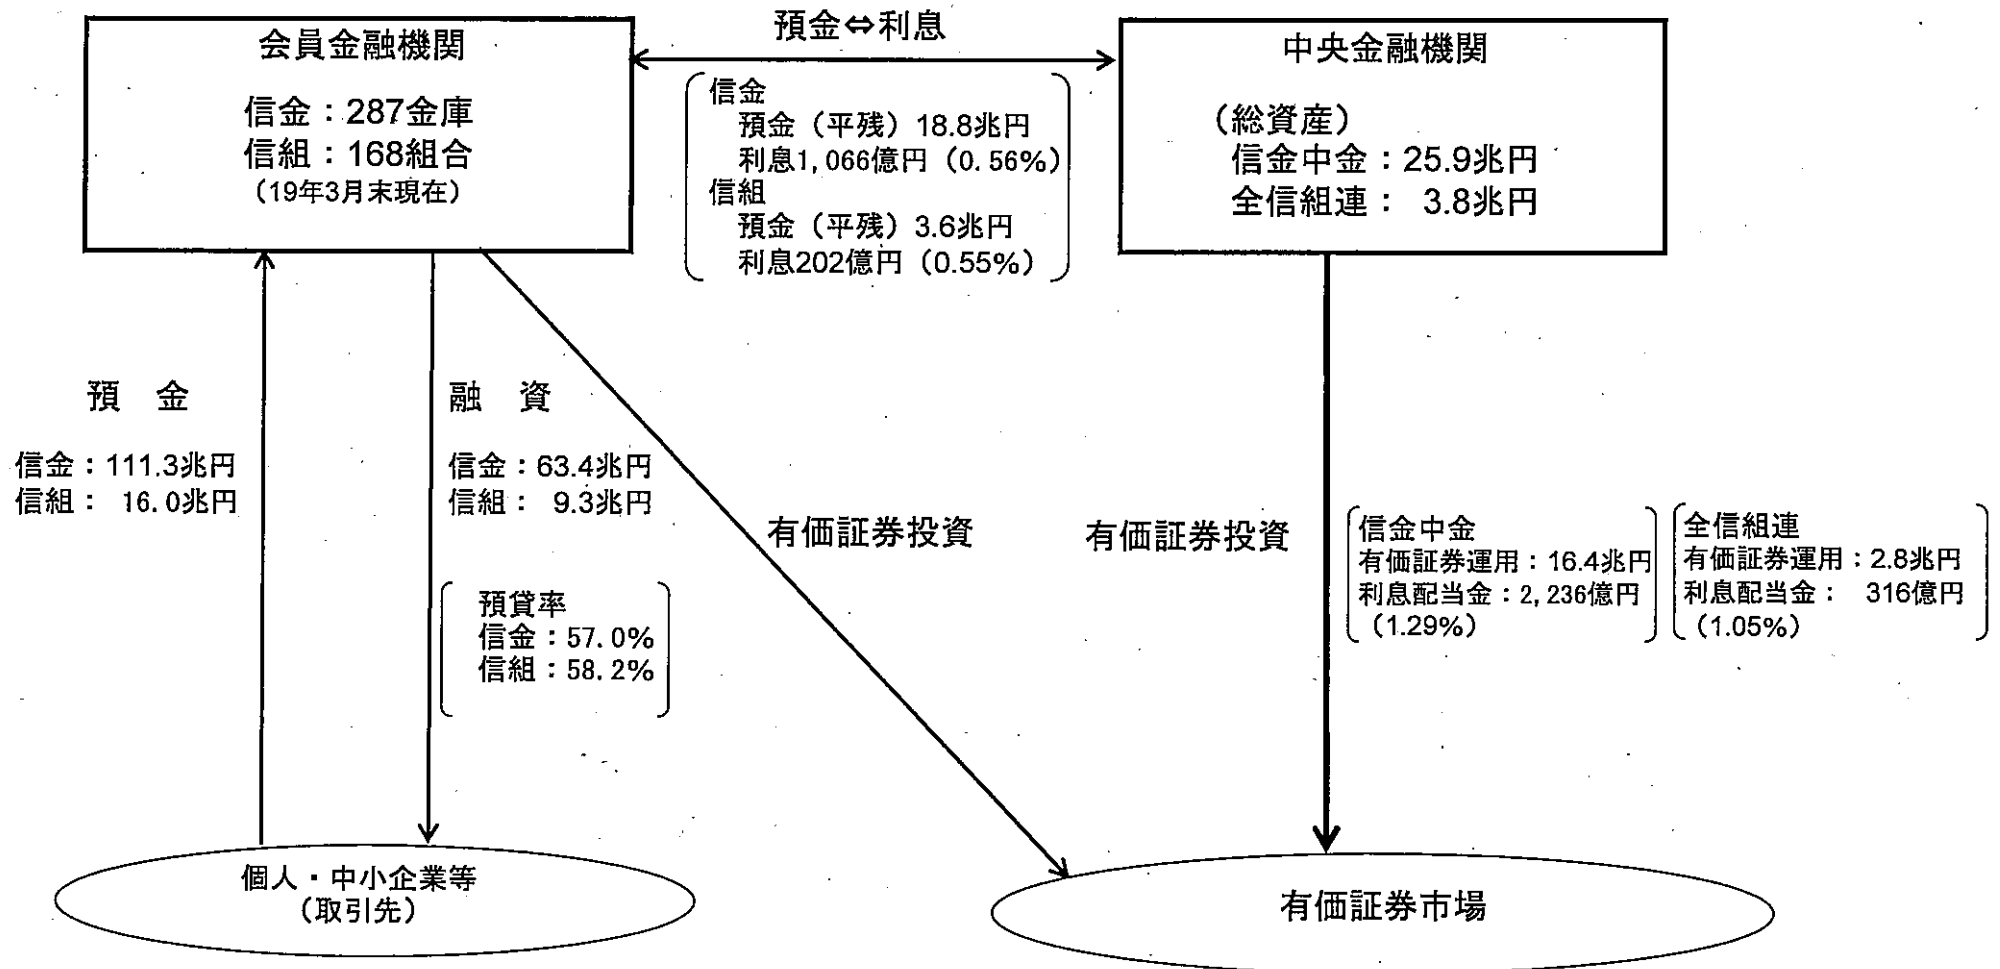 会員金融機関
信金：287金庫
信組：168組合
（19年3月末現在）
預金⇔利息
信金
預金（平残）18.8兆円
利息1,066億円（0.56%）
信組
預金（平残）3.6兆円
利息202億円（0.55%）
中央金融機関
（総資産）
信金中金：25.9兆円
全信組連： 3.8兆円
預 金
信金：111.3兆円
信組： 16.0兆円
融 資
信金：63.4兆円
信組： 9.3兆円
預貸率
信金：57.0%
信組：58.2%
有価証券投資
有価証券投資
信金中金
有価証券運用：16.4兆円
利息配当金：2,236億円
（1.29%）
全信組連
有価証券運用：2.8兆円
利息配当金： 316億円
（1.05%）
個人・中小企業等
（取引先）
有価証券市場